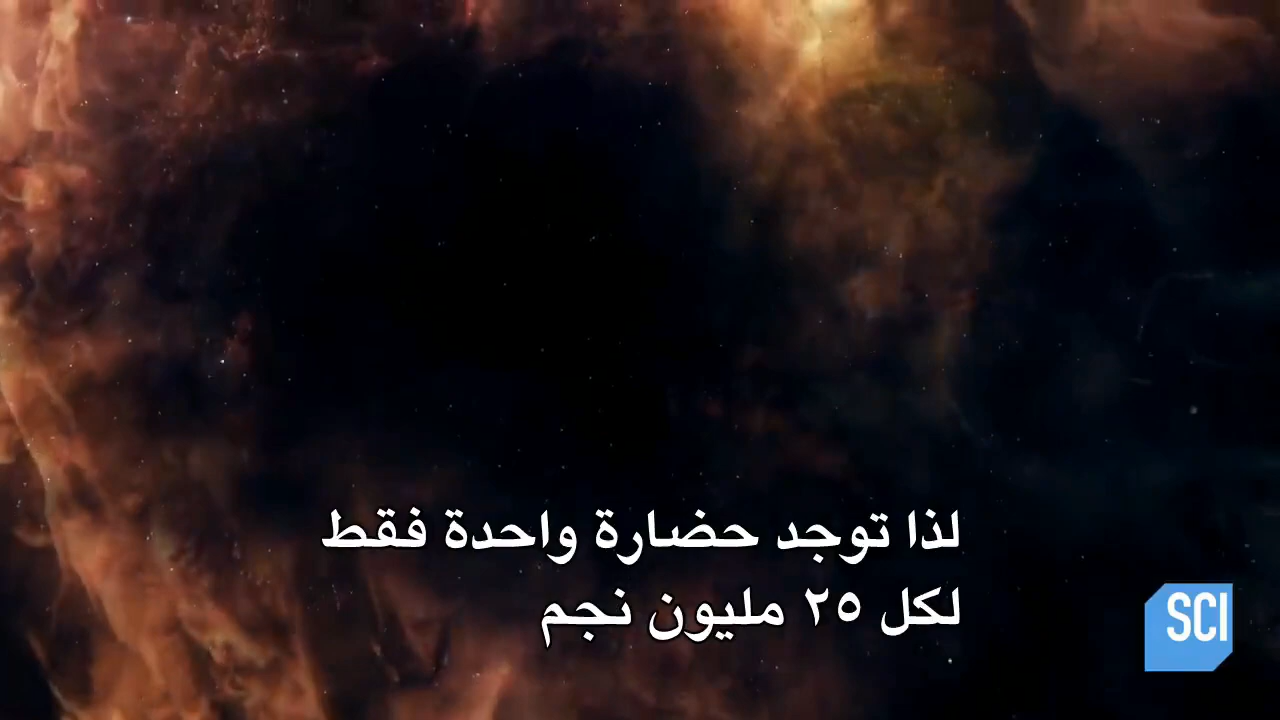 لذا توجد حضارة واحدة فقط
لكل ٢٥ مليون نجم
SCI